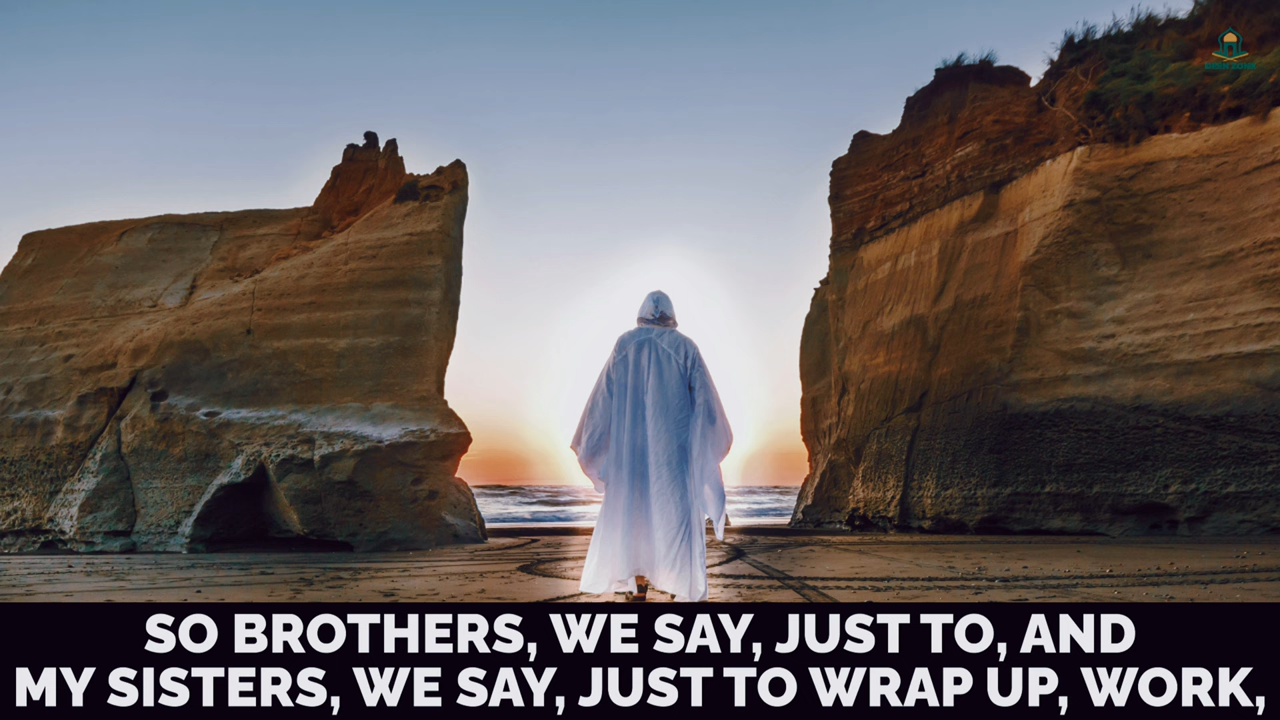 SO BROTHERS, WE SAY, JUST TO, AND
MY SISTERS, WE SAY, JUST TO WRAP UP, WORK,